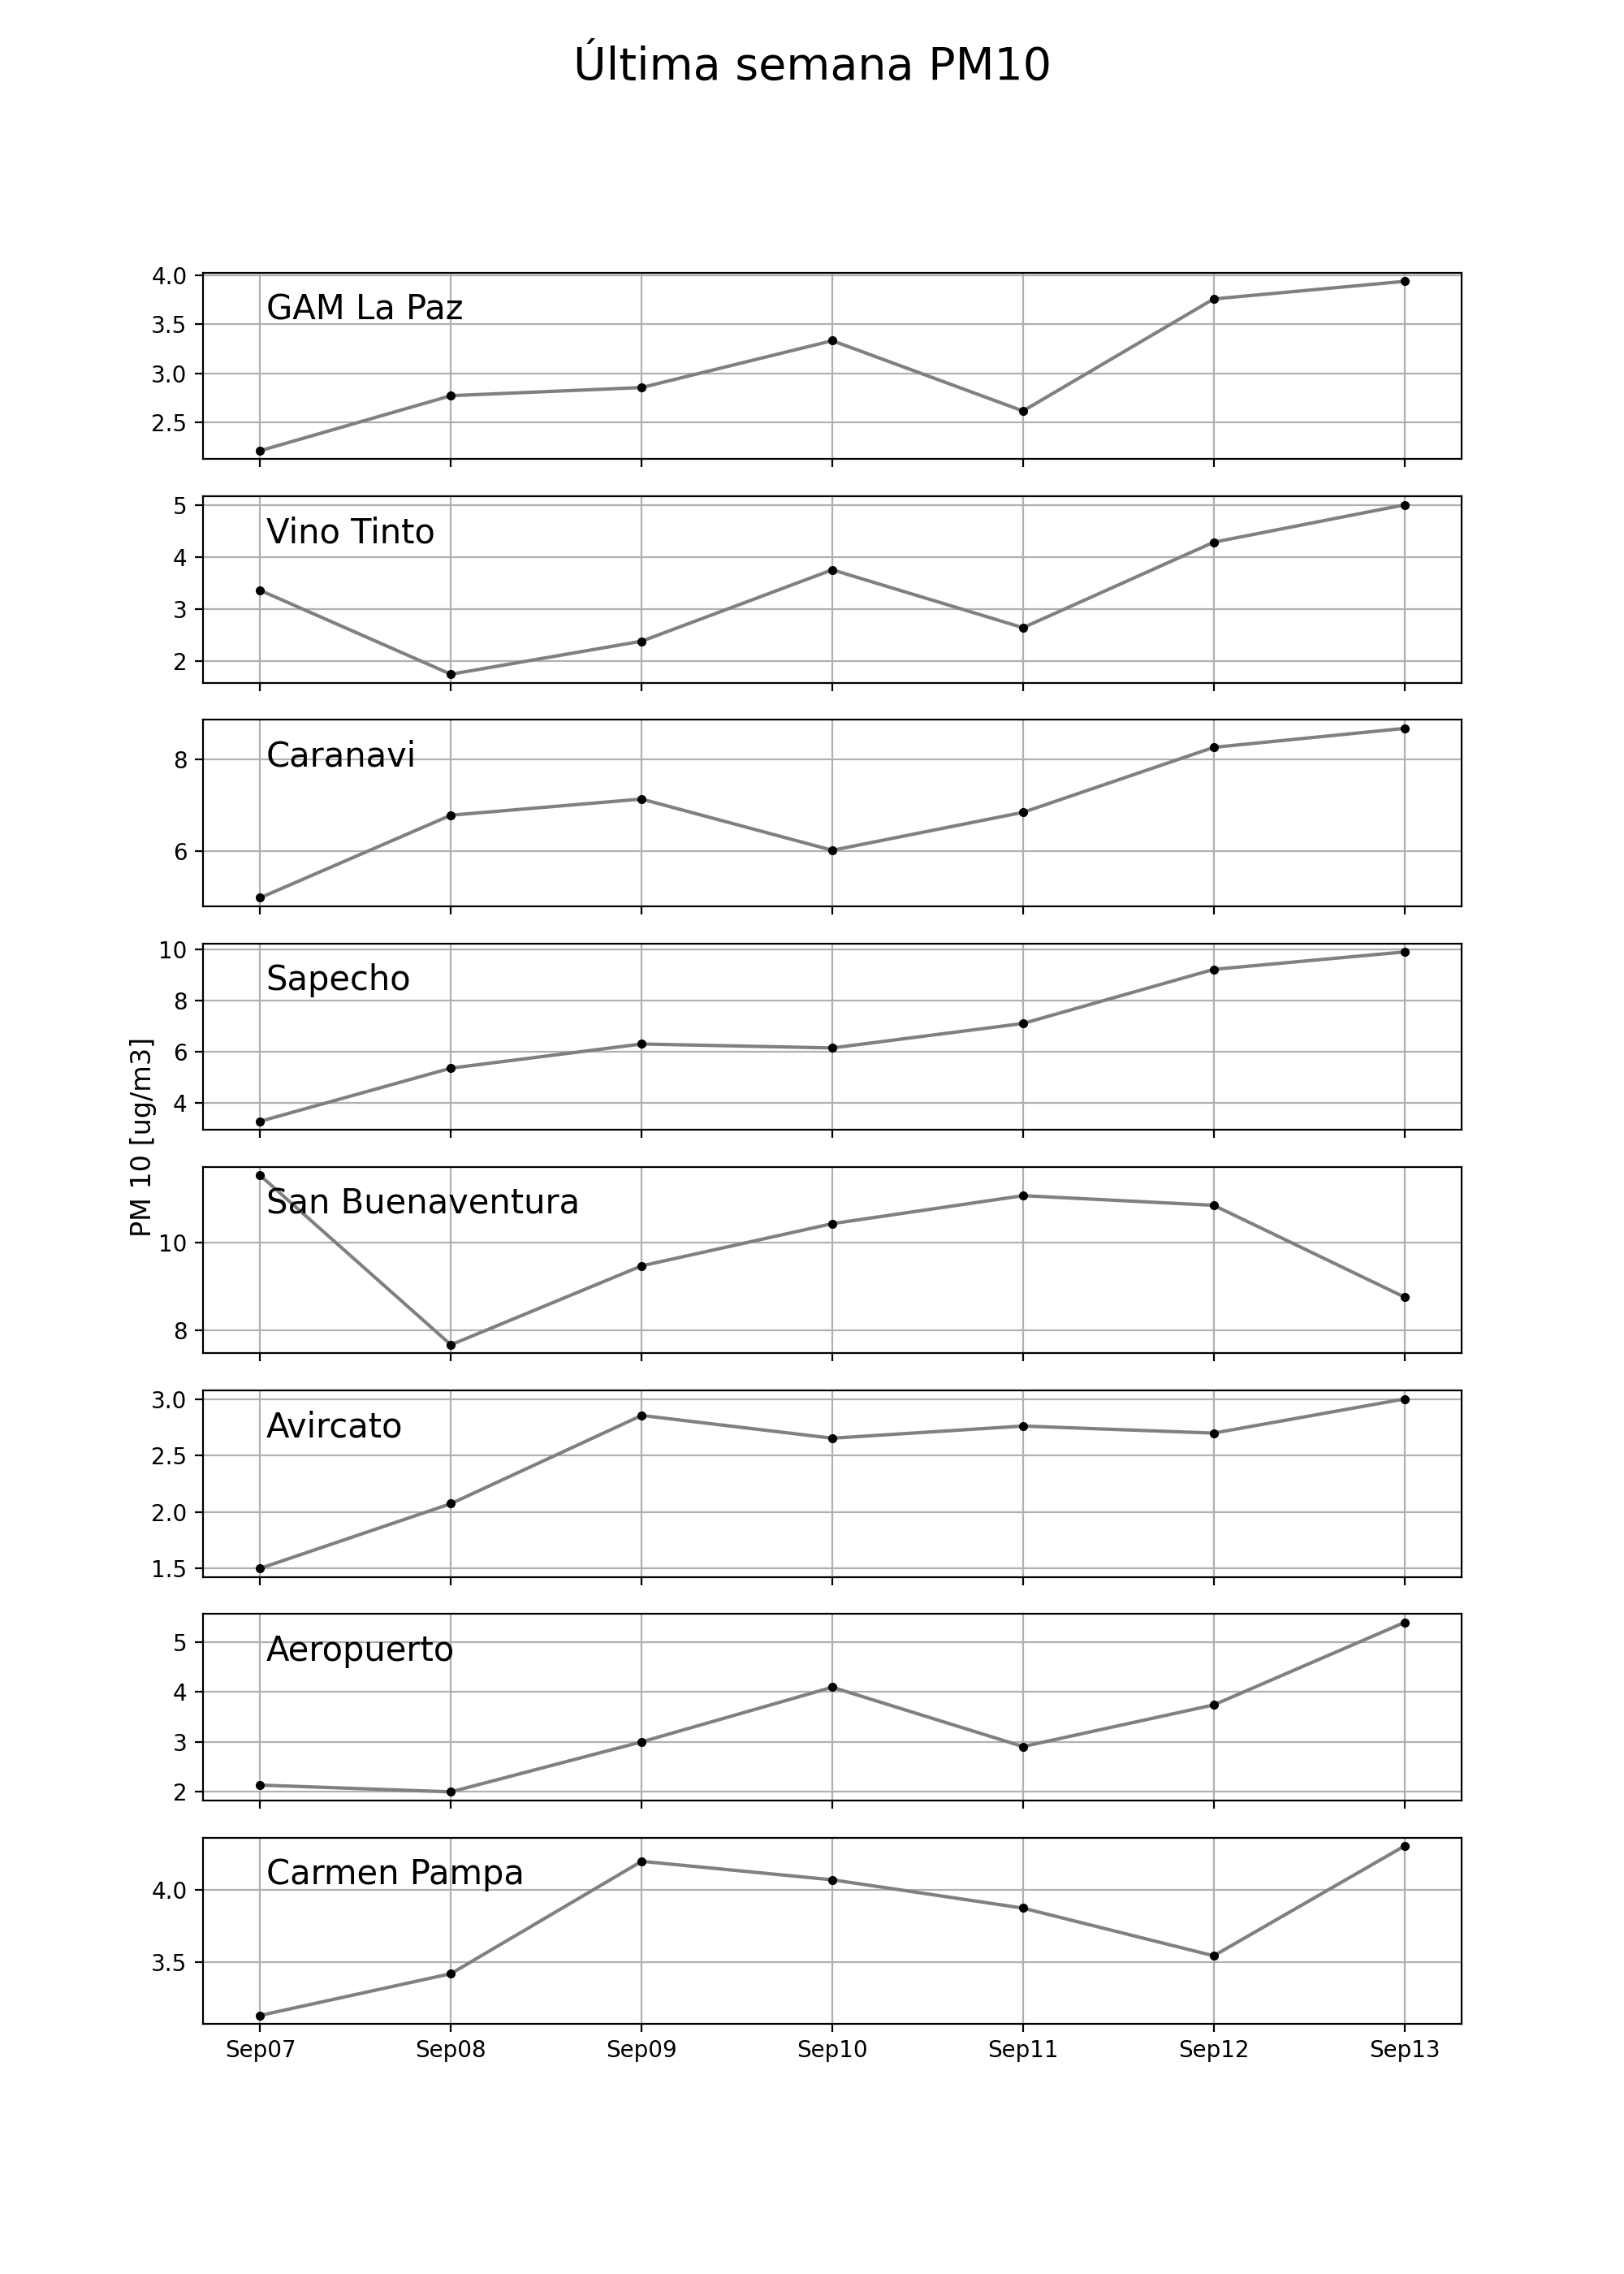 Última semana PM10
GAM La Paz
4.0
3.5
3.0
2.5
Vino Tinto
5
4
3
2
Caranavi
8
6
Sapecho
10
8
6
4
PM 10 [ug/m3]
San Buenaventura
10
8
Avircato
3.0
2.5
2.0
1.5
Aeropuerto
5
4
3
2
Carmen Pampa
4.0
3.5
Sep07 Sep08 Sep09 Sep10 Sep11 Sep12 Sep13